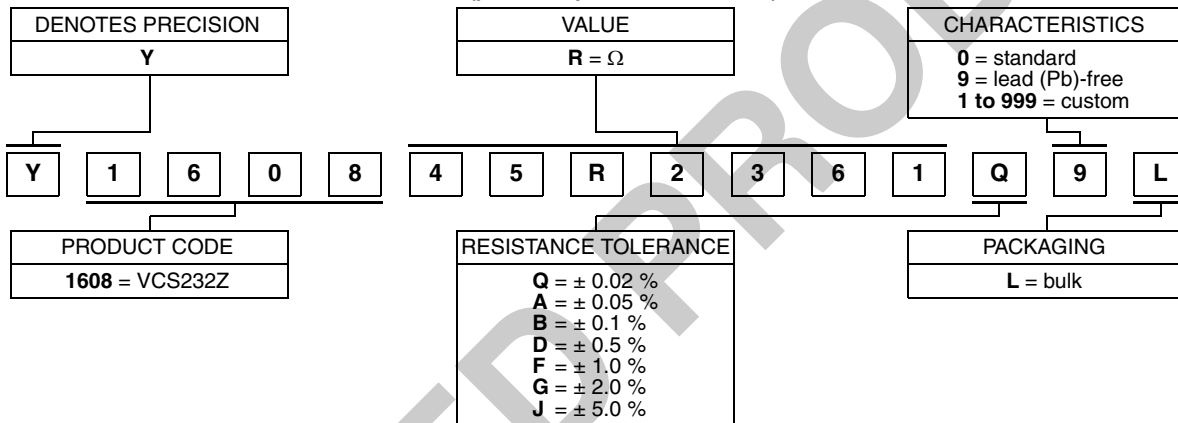 DENOTES PRECISION
Y
VALUE
R = Ω
CHARACTERISTICS
0 = standard
9 = lead (Pb)-free
1 to 999 = custom
Y 1 6 0 8 4 5 R 2 3 6 1 Q 9 L
PRODUCT CODE
1608 = VCS232Z
RESISTANCE TOLERANCE
Q = ± 0.02 %
A = ± 0.05 %
B = ± 0.1 %
D = ± 0.5 %
F = ± 1.0 %
G = ± 2.0 %
J = ± 5.0 %
PACKAGING
L = bulk